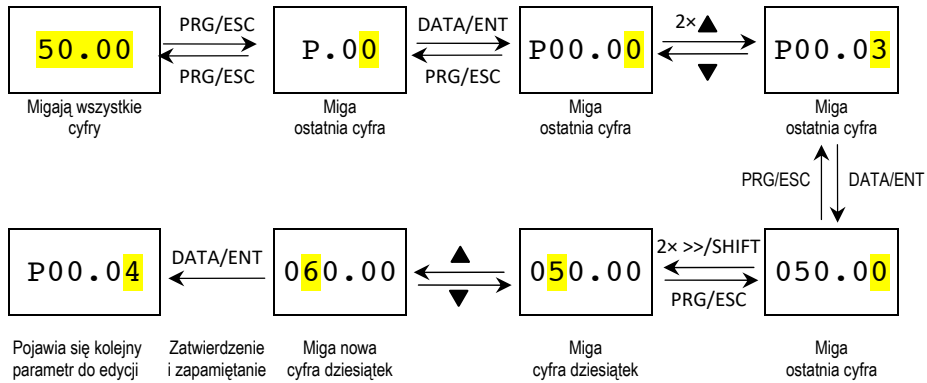 50.00
PRG/ESC
PRG/ESC
P.00
DATA/ENT
PRG/ESC
P00.00
2×▲
▼
P00.03
Migają wszystkie
cyfry
Miga
ostatnia cyfra
Miga
ostatnia cyfra
Miga
ostatnia cyfra
PRG/ESC
DATA/ENT
P00.04
DATA/ENT
060.00
▲
▼
050.00
2× >>/SHIFT
PRG/ESC
050.00
Pojawia się kolejny
parametr do edycji
Zatwierdzenie
i zapamiętanie
Miga nowa
cyfra dziesiątek
Miga
cyfra dziesiątek
Miga
ostatnia cyfra